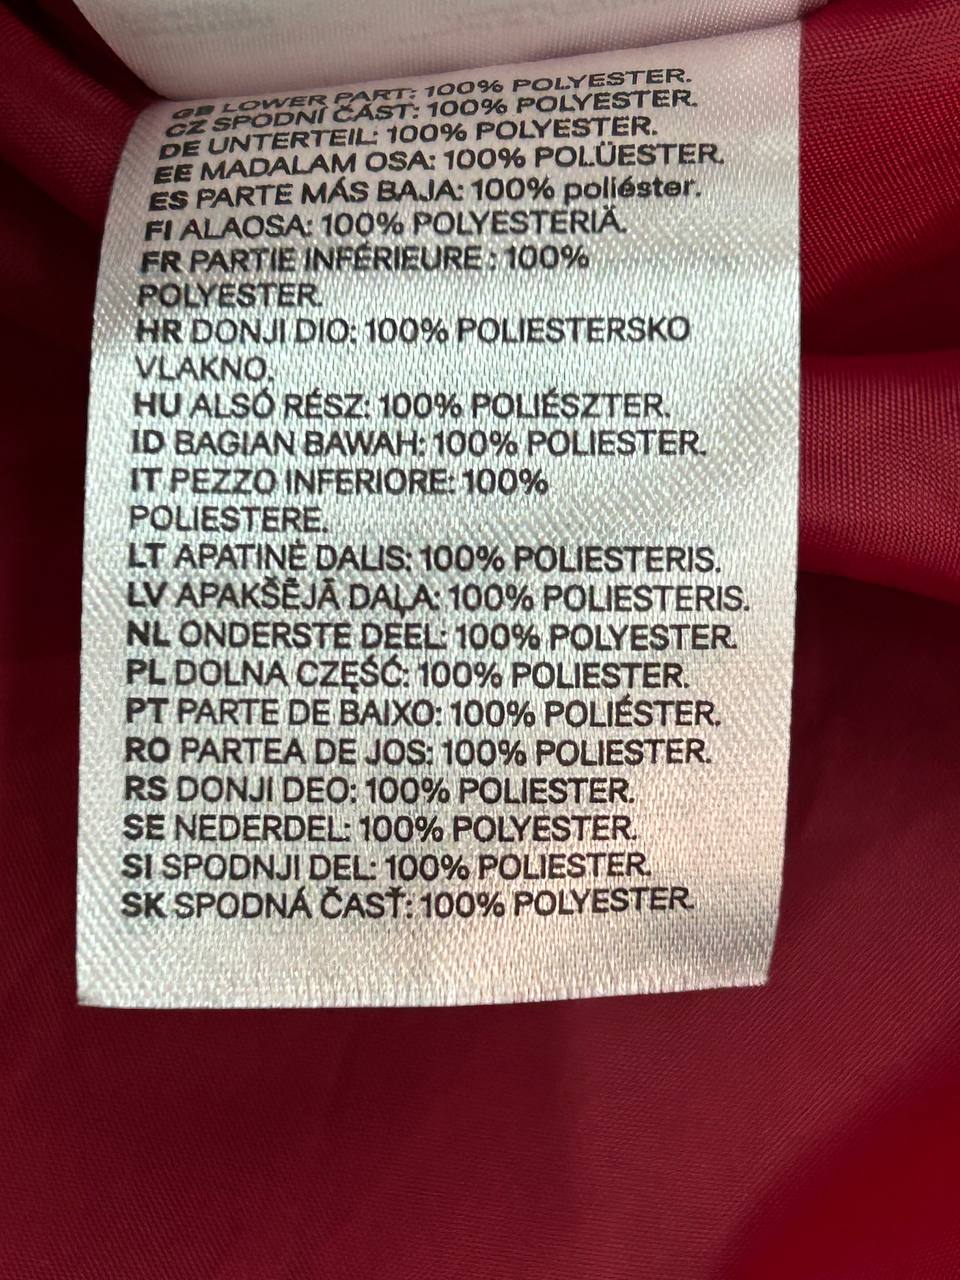 GB LOWER PART: 100% POLYESTER.
CZ SPODNÍ ČÁST: 100% POLYESTER.
DE UNTERTEIL: 100% POLYESTER.
EE MADALAM OSA: 100% POLÜESTER.
ES PARTE MÁS BAJA: 100% poliéster.
FI ALAOSA: 100% POLYESTERIÄ.
FR PARTIE INFÉRIEURE : 100%
POLYESTER.
HR DONJI DIO: 100% POLIESTERSKO
VLAKNO.
HU ALSÓ RÉSZ: 100% POLIÉSZTER.
ID BAGIAN BAWAH: 100% POLIESTER.
IT PEZZO INFERIORE: 100%
POLIESTERE.
LT APATINĖ DALIS: 100% POLIESTERIS.
LV APAKŠĒJĀ DAĻA: 100% POLIESTERIS.
NL ONDERSTE DEEL: 100% POLYESTER.
PL DOLNA CZĘŚĆ: 100% POLIESTER.
PT PARTE DE BAIXO: 100% POLIÉSTER.
RO PARTEA DE JOS: 100% POLIESTER.
RS DONJI DEO: 100% POLIESTER.
SE NEDERDEL: 100% POLYESTER.
SI SPODNJI DEL: 100% POLIESTER.
SK SPODNÁ ČASŤ: 100% POLYESTER.